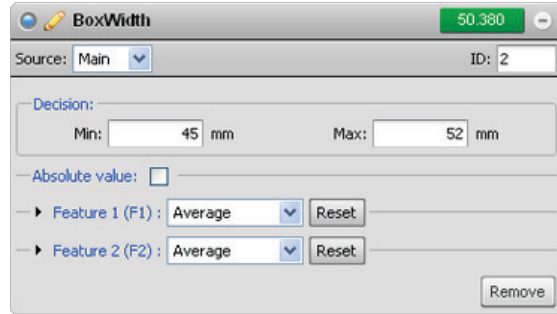 BoxWidth 50.380
Source: Main ID: 2
Decision:
Min: 45 mm Max: 52 mm
Absolute value:
Feature 1 (F1) : Average Reset
Feature 2 (F2) : Average Reset
Remove